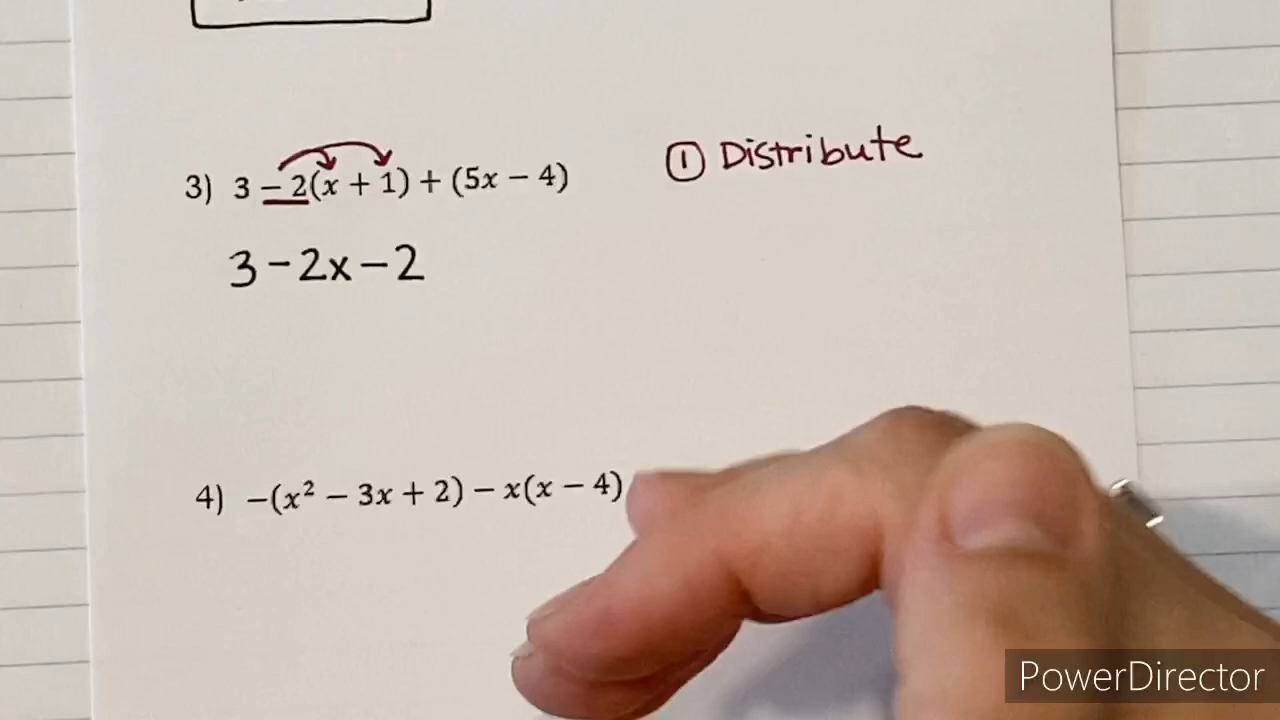 3) 3 − 2(x + 1) + (5x − 4)
① Distribute
3 − 2x − 2
4) −(x² − 3x + 2) − x(x − 4)
PowerDirector